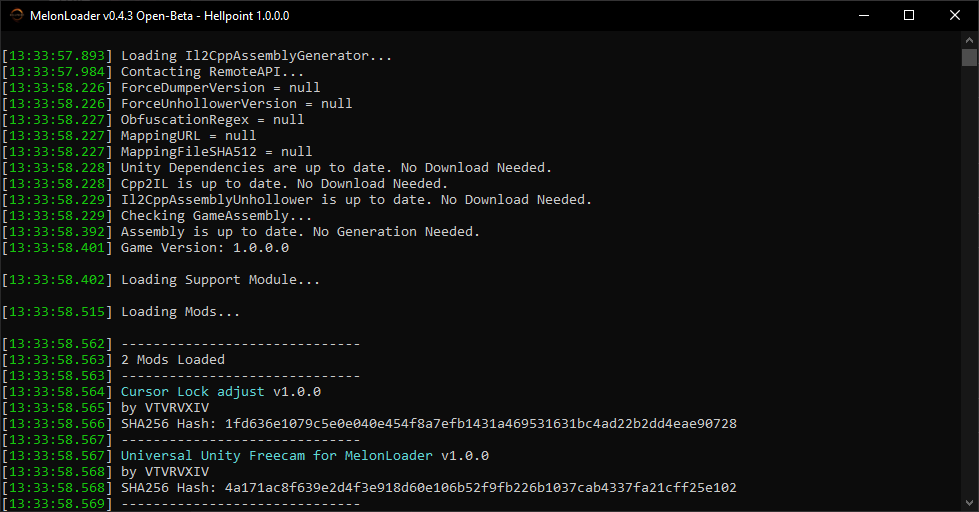 MelonLoader v0.4.3 Open-Beta - Hellpoint 1.0.0.0
[13:33:57.893] Loading Il2CppAssemblyGenerator...
[13:33:57.984] Contacting RemoteAPI...
[13:33:58.226] ForceDumperVersion = null
[13:33:58.226] ForceUnhollowerVersion = null
[13:33:58.227] ObfuscationRegex = null
[13:33:58.227] MappingURL = null
[13:33:58.227] MappingFileSHA512 = null
[13:33:58.228] Unity Dependencies are up to date. No Download Needed.
[13:33:58.228] Cpp2IL is up to date. No Download Needed.
[13:33:58.229] Il2CppAssemblyUnhollower is up to date. No Download Needed.
[13:33:58.229] Checking GameAssembly...
[13:33:58.392] Assembly is up to date. No Generation Needed.
[13:33:58.401] Game Version: 1.0.0.0
[13:33:58.402] Loading Support Module...
[13:33:58.515] Loading Mods...
[13:33:58.562] ------------------------------
[13:33:58.563] 2 Mods Loaded
[13:33:58.563] ------------------------------
[13:33:58.564] Cursor Lock adjust v1.0.0
[13:33:58.565] by VTVRVXIV
[13:33:58.566] SHA256 Hash: 1fd636e1079c5e0e040e454f8a7efb1431a469531631bc4ad22b2dd4eae90728
[13:33:58.567] ------------------------------
[13:33:58.567] Universal Unity Freecam for MelonLoader v1.0.0
[13:33:58.568] by VTVRVXIV
[13:33:58.568] SHA256 Hash: 4a171ac8f639e2d4f3e918d60e106b52f9fb226b1037cab4337fa21cff25e102
[13:33:58.569] ------------------------------